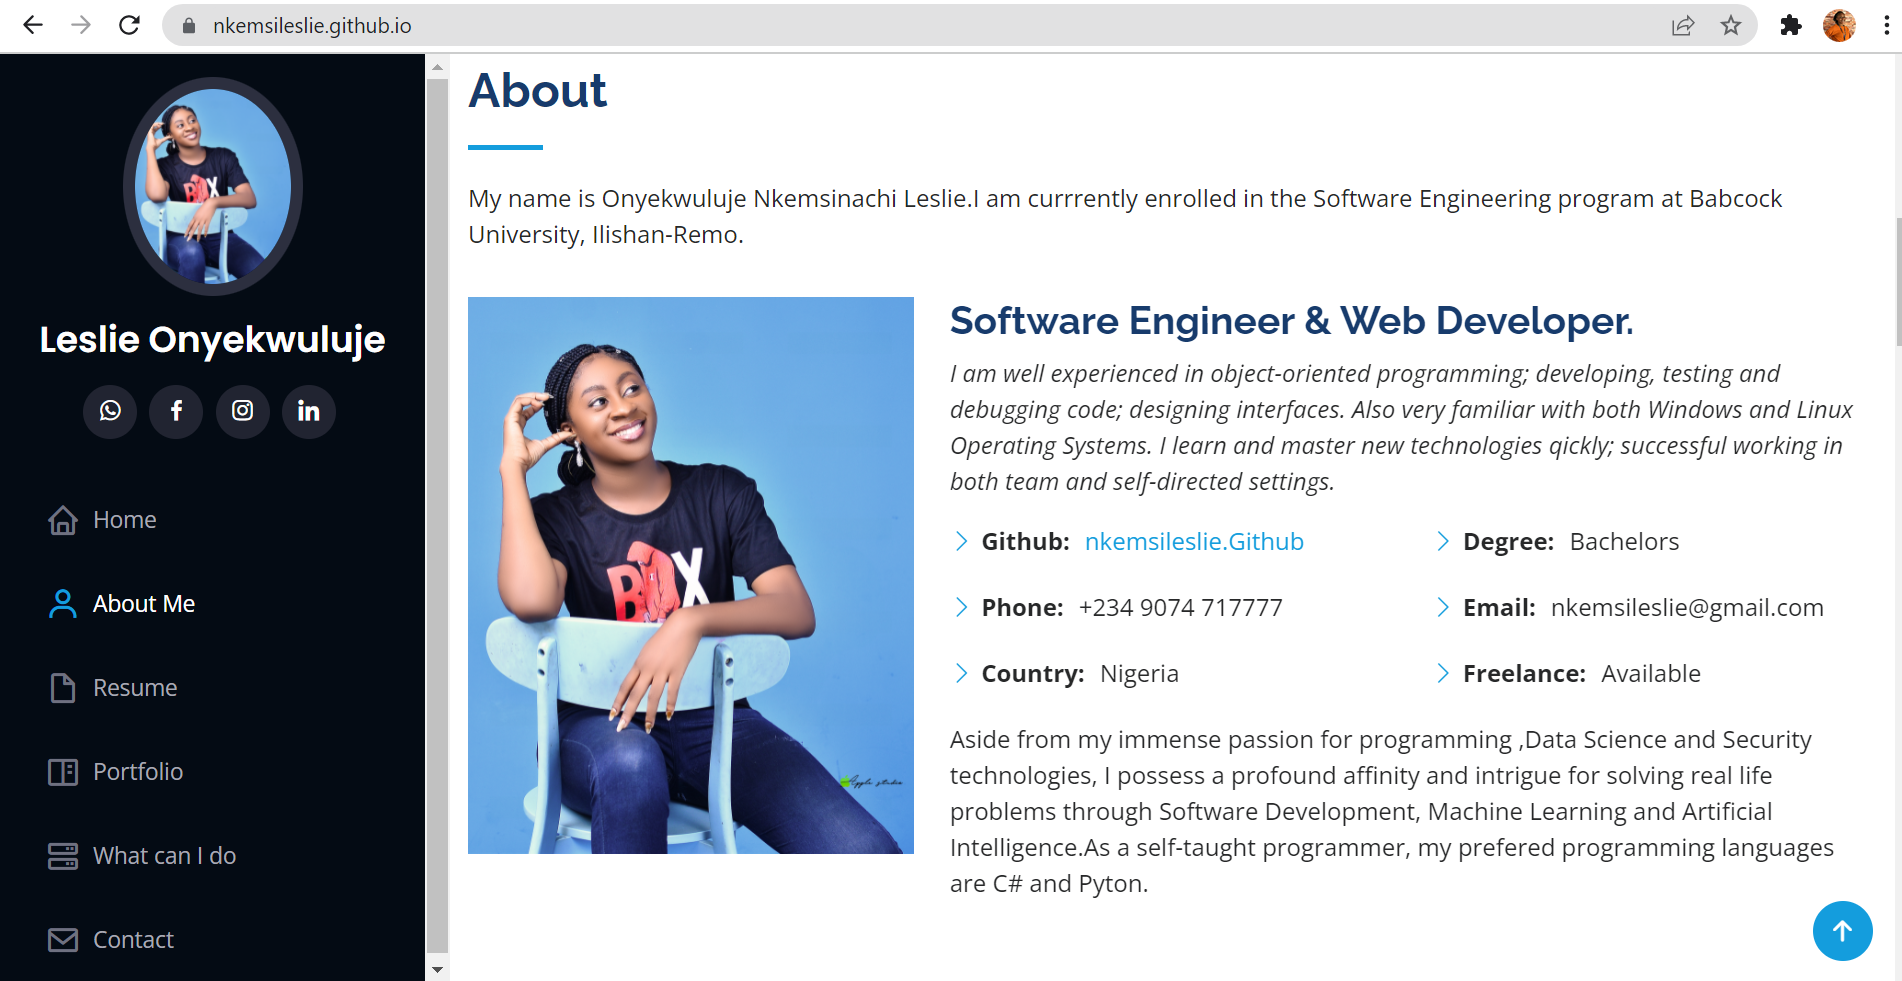 nkemsileslie.github.io
Leslie Onyekwuluje
Home
About Me
Resume
Portfolio
What can I do
Contact
About
My name is Onyekwuluje Nkemsinachi Leslie.I am currrently enrolled in the Software Engineering program at Babcock
University, Ilishan-Remo.
BOX
Apple studio
Software Engineer & Web Developer.
I am well experienced in object-oriented programming; developing, testing and
debugging code; designing interfaces. Also very familiar with both Windows and Linux
Operating Systems. I learn and master new technologies qickly; successful working in
both team and self-directed settings.
Github: nkemsileslie.Github
Degree: Bachelors
Phone: +234 9074 717777
Email: nkemsileslie@gmail.com
Country: Nigeria
Freelance: Available
Aside from my immense passion for programming ,Data Science and Security
technologies, I possess a profound affinity and intrigue for solving real life
problems through Software Development, Machine Learning and Artificial
Intelligence.As a self-taught programmer, my prefered programming languages
are C# and Pyton.